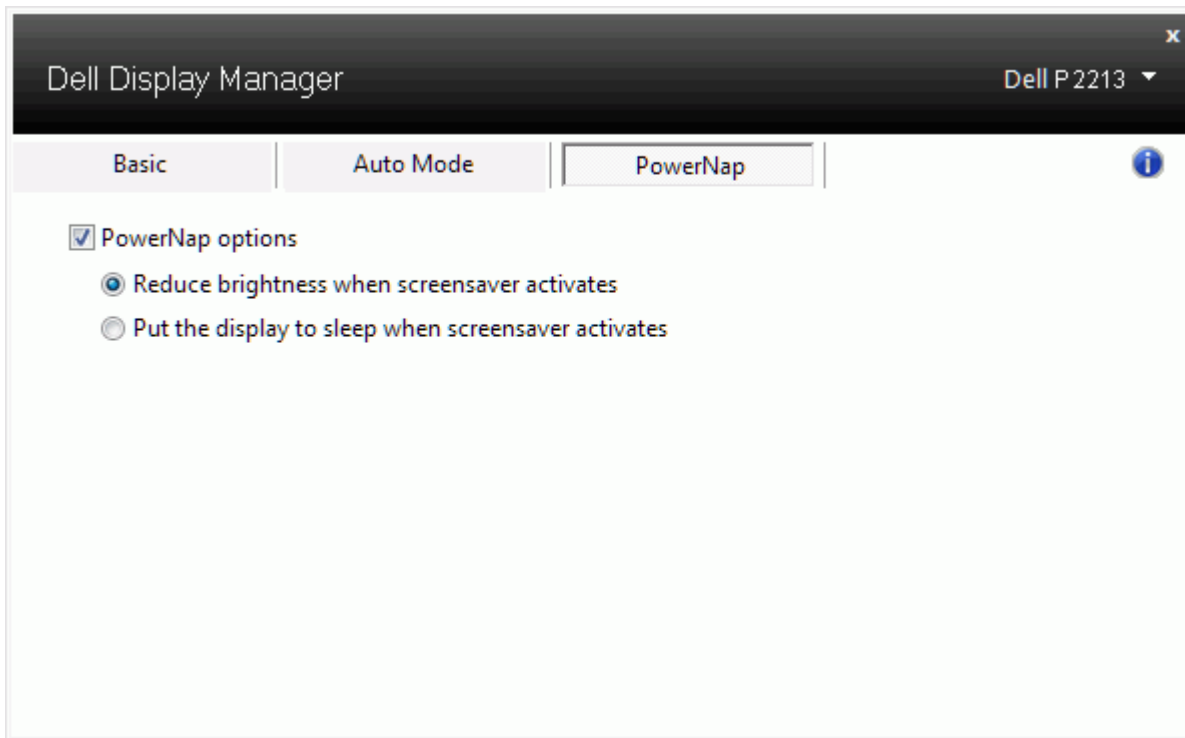 x
Dell Display Manager
Dell P2213
Basic
Auto Mode
PowerNap
i
PowerNap options
Reduce brightness when screensaver activates
Put the display to sleep when screensaver activates